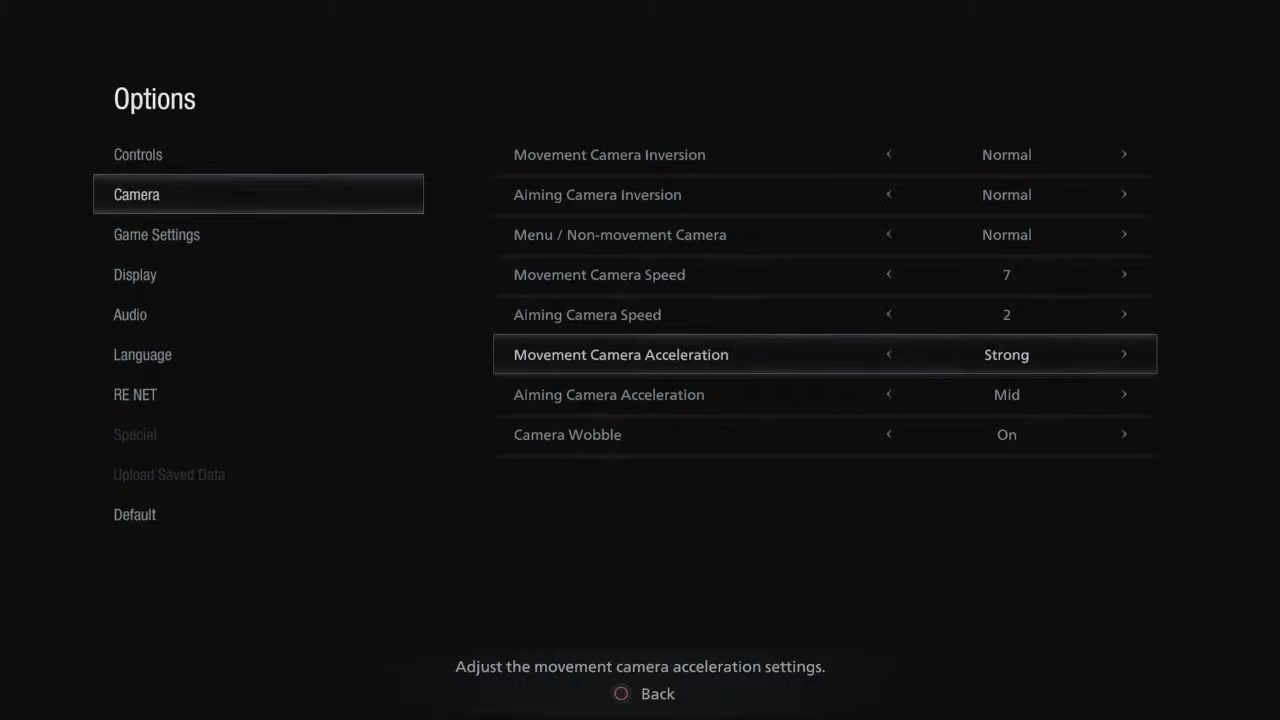 Options
Controls
Camera
Game Settings
Display
Audio
Language
RE NET
Special
Upload Saved Data
Default
Movement Camera Inversion Normal
Aiming Camera Inversion Normal
Menu / Non-movement Camera Normal
Movement Camera Speed 7
Aiming Camera Speed 2
Movement Camera Acceleration Strong
Aiming Camera Acceleration Mid
Camera Wobble On
Adjust the movement camera acceleration settings.
Back